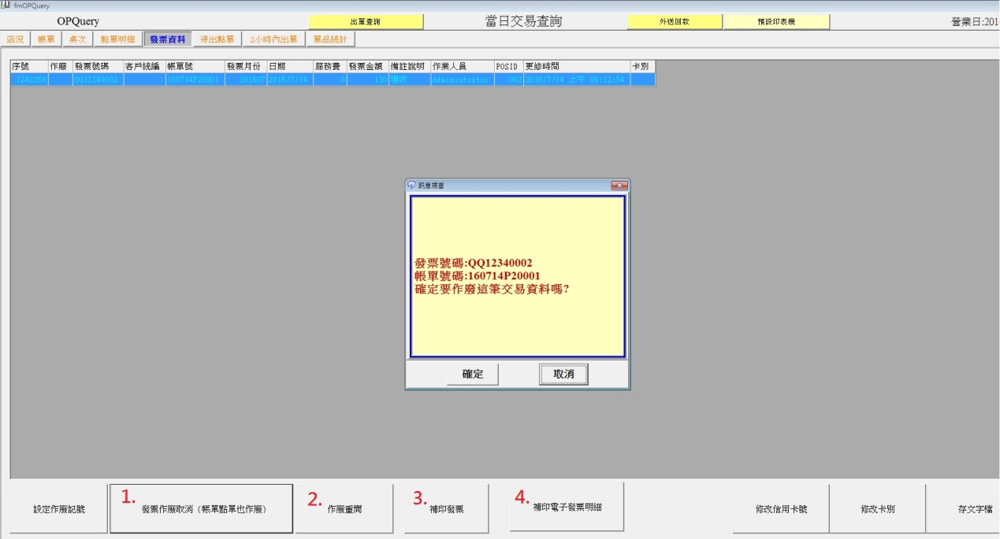 fmOPQuery
OPQuery 出單查詢 當日交易查詢 外送回款 預設印表機 營業日:201
店況 帳單 桌次 點單明細 發票資料 待出點單 2小時內出單 單品統計
序號 作廢 發票號碼 客戶統編 帳單號 發票月份 日期 服務費 發票金額 備註說明 作業人員 POSID 更修時間 卡別
1242268 QQ12340002 160714P20001 201607 2016/7/14 0 130 現收 Administrator 002 2016/7/14 上午 09:12:54
訊息視窗
發票號碼:QQ12340002
帳單號碼:160714P20001
確定要作廢這筆交易資料嗎?
確定 取消
設定作廢記號 1. 發票作廢取消 (帳單點單也作廢) 2. 作廢重開 3. 補印發票 4. 補印電子發票明細 修改信用卡號 修改卡別 存文字檔